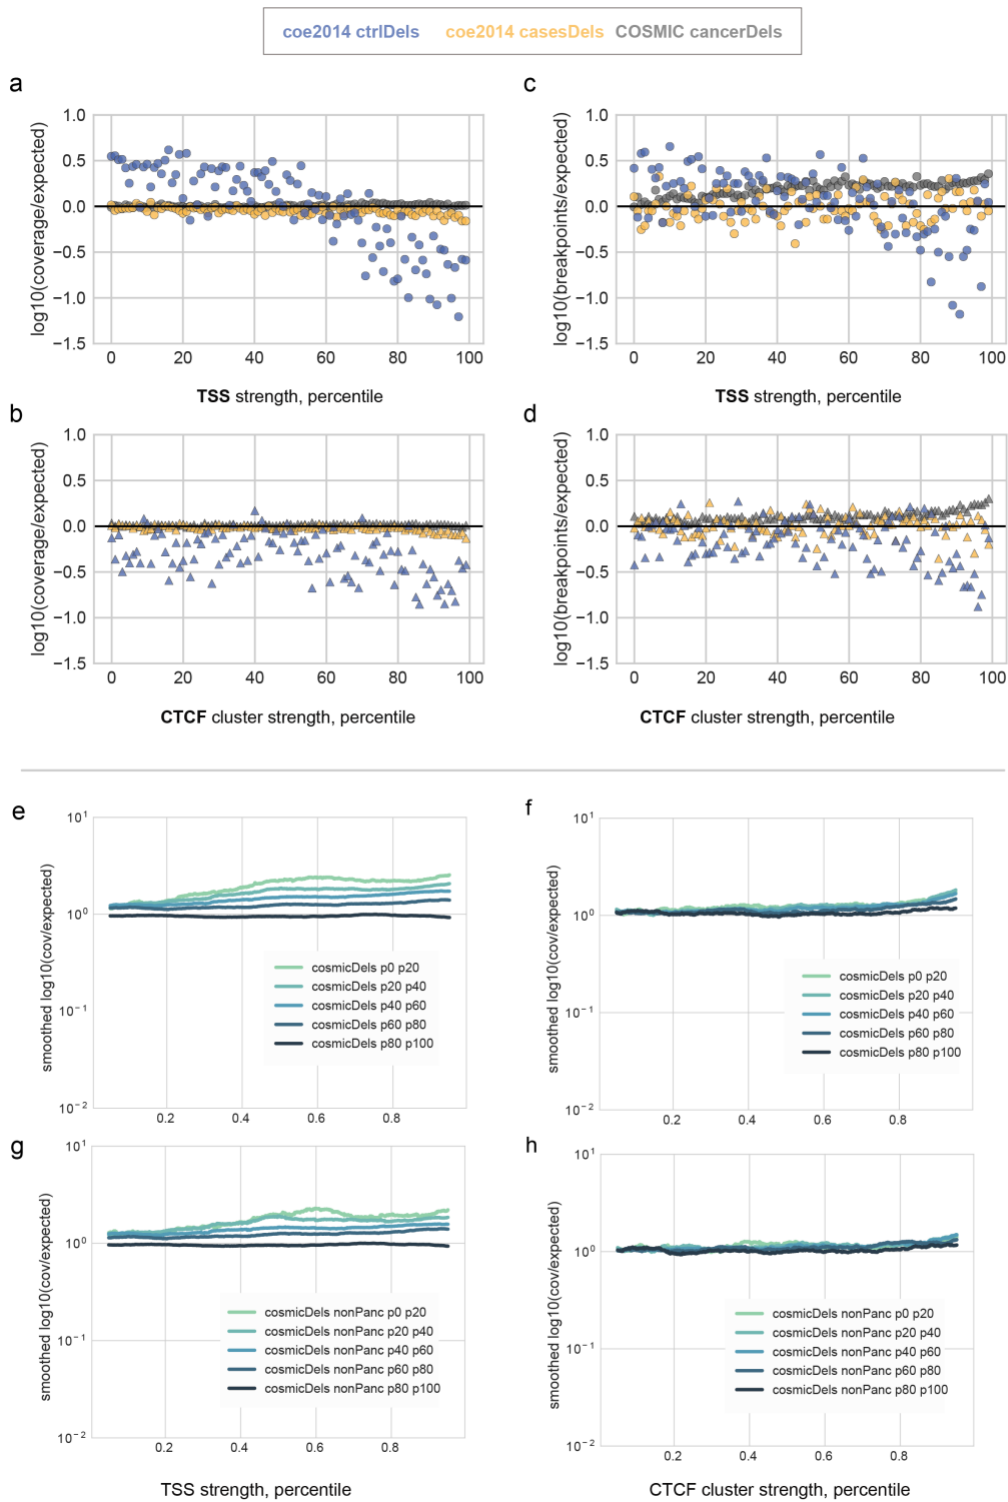 coe2014 ctrlDels coe2014 casesDels COSMIC cancerDels
a
log10(coverage/expected)
1.0
0.5
0.0
−0.5
−1.0
−1.5
0 20 40 60 80 100
TSS strength, percentile
c
log10(breakpoints/expected)
1.0
0.5
0.0
−0.5
−1.0
−1.5
0 20 40 60 80 100
TSS strength, percentile
b
log10(coverage/expected)
1.0
0.5
0.0
−0.5
−1.0
−1.5
0 20 40 60 80 100
CTCF cluster strength, percentile
d
log10(breakpoints/expected)
1.0
0.5
0.0
−0.5
−1.0
−1.5
0 20 40 60 80 100
CTCF cluster strength, percentile
e
smoothed log10(cov/expected)
10¹
10⁰
10⁻¹
10⁻²
cosmicDels p0 p20
cosmicDels p20 p40
cosmicDels p40 p60
cosmicDels p60 p80
cosmicDels p80 p100
0.2 0.4 0.6 0.8
f
smoothed log10(cov/expected)
10¹
10⁰
10⁻¹
10⁻²
cosmicDels p0 p20
cosmicDels p20 p40
cosmicDels p40 p60
cosmicDels p60 p80
cosmicDels p80 p100
0.2 0.4 0.6 0.8
g
smoothed log10(cov/expected)
10¹
10⁰
10⁻¹
10⁻²
cosmicDels nonPanc p0 p20
cosmicDels nonPanc p20 p40
cosmicDels nonPanc p40 p60
cosmicDels nonPanc p60 p80
cosmicDels nonPanc p80 p100
0.2 0.4 0.6 0.8
TSS strength, percentile
h
smoothed log10(cov/expected)
10¹
10⁰
10⁻¹
10⁻²
cosmicDels nonPanc p0 p20
cosmicDels nonPanc p20 p40
cosmicDels nonPanc p40 p60
cosmicDels nonPanc p60 p80
cosmicDels nonPanc p80 p100
0.2 0.4 0.6 0.8
CTCF cluster strength, percentile